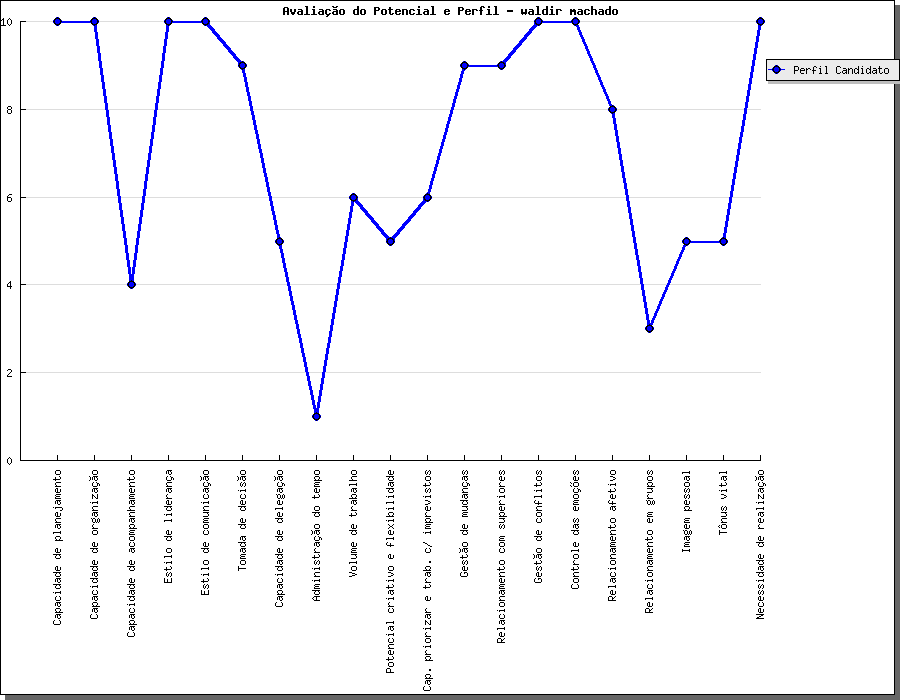 Avaliação do Potencial e Perfil - waldir machado
10
8
6
4
2
0
Perfil Candidato
Capacidade de planejamento
Capacidade de organização
Capacidade de acompanhamento
Estilo de liderança
Estilo de comunicação
Tomada de decisão
Capacidade de delegação
Administração do tempo
Volume de trabalho
Potencial criativo e flexibilidade
Cap. priorizar e trab. c/ imprevistos
Gestão de mudanças
Relacionamento com superiores
Gestão de conflitos
Controle das emoções
Relacionamento afetivo
Relacionamento em grupos
Imagem pessoal
Tônus vital
Necessidade de realização